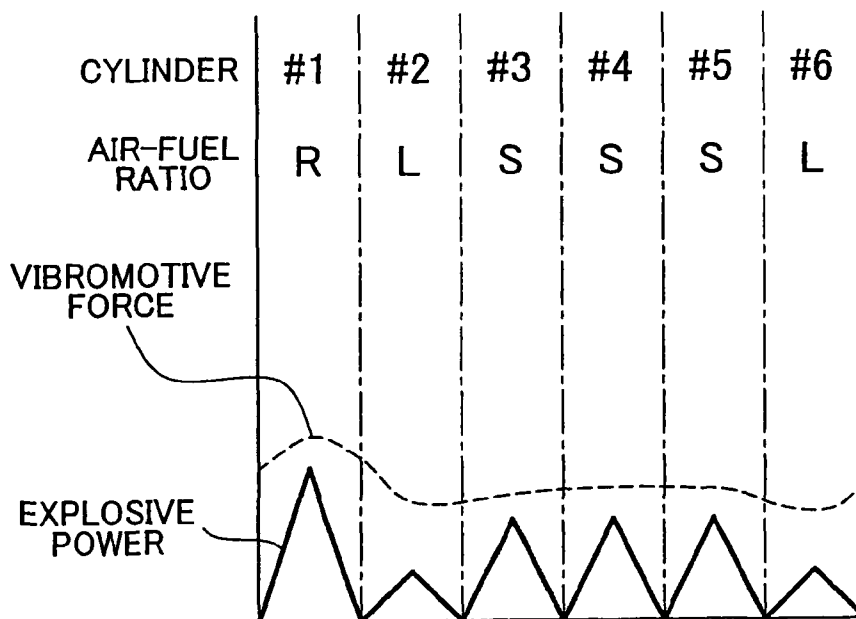 CYLINDER #1 #2 #3 #4 #5 #6
AIR-FUEL
RATIO
R L S S S L
VIBROMOTIVE
FORCE
EXPLOSIVE
POWER